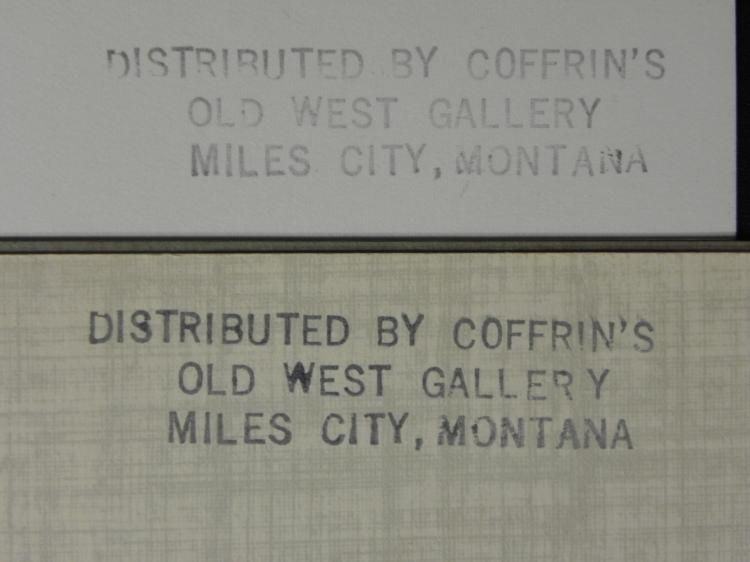 DISTRIBUTED BY COFFRIN'S
OLD WEST GALLERY
MILES CITY, MONTANA
DISTRIBUTED BY COFFRIN'S
OLD WEST GALLERY
MILES CITY, MONTANA